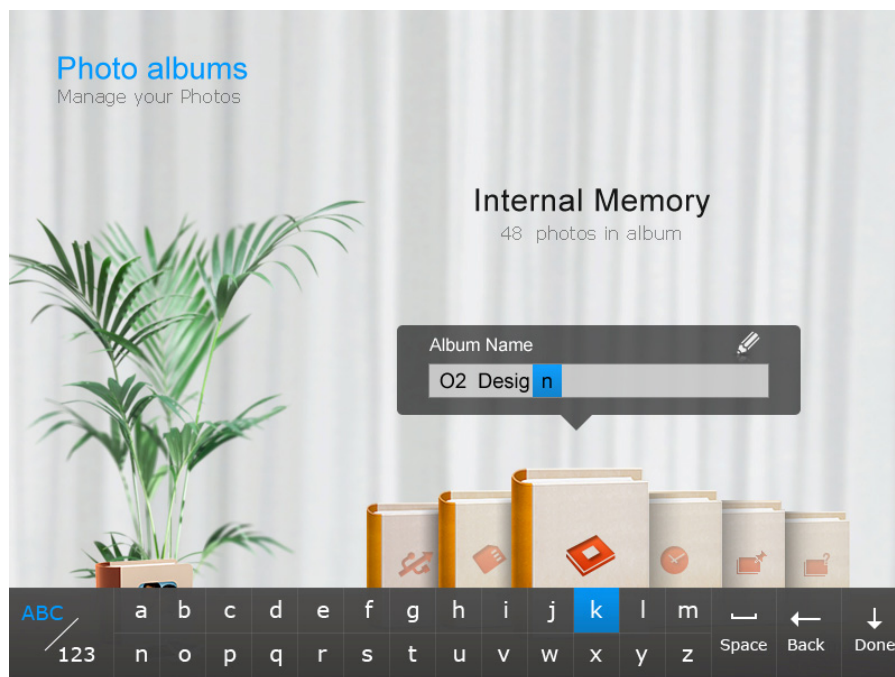 Photo albums
Manage your Photos
Internal Memory
48 photos in album
Album Name
O2 Design
ABC a b c d e f g h i j k l m
123 n o p q r s t u v w x y z Space Back Done